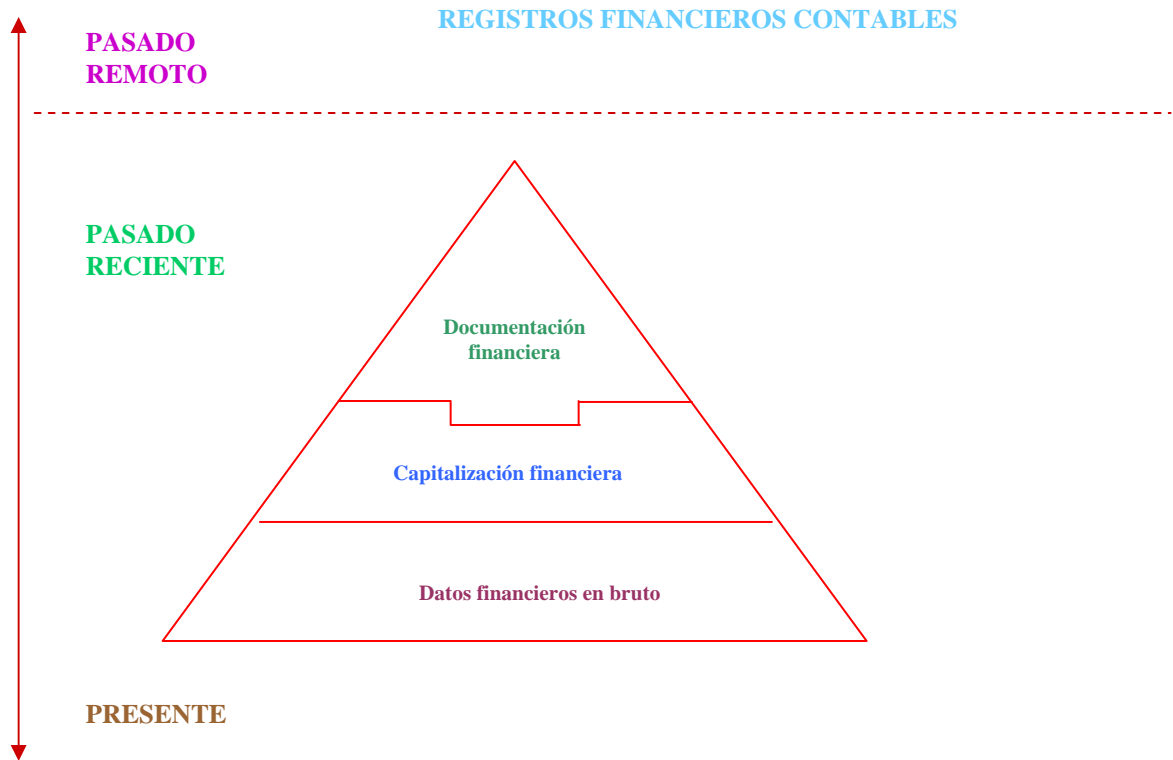 REGISTROS FINANCIEROS CONTABLES
PASADO
REMOTO
PASADO
RECIENTE
Documentación
financiera
Capitalización financiera
Datos financieros en bruto
PRESENTE